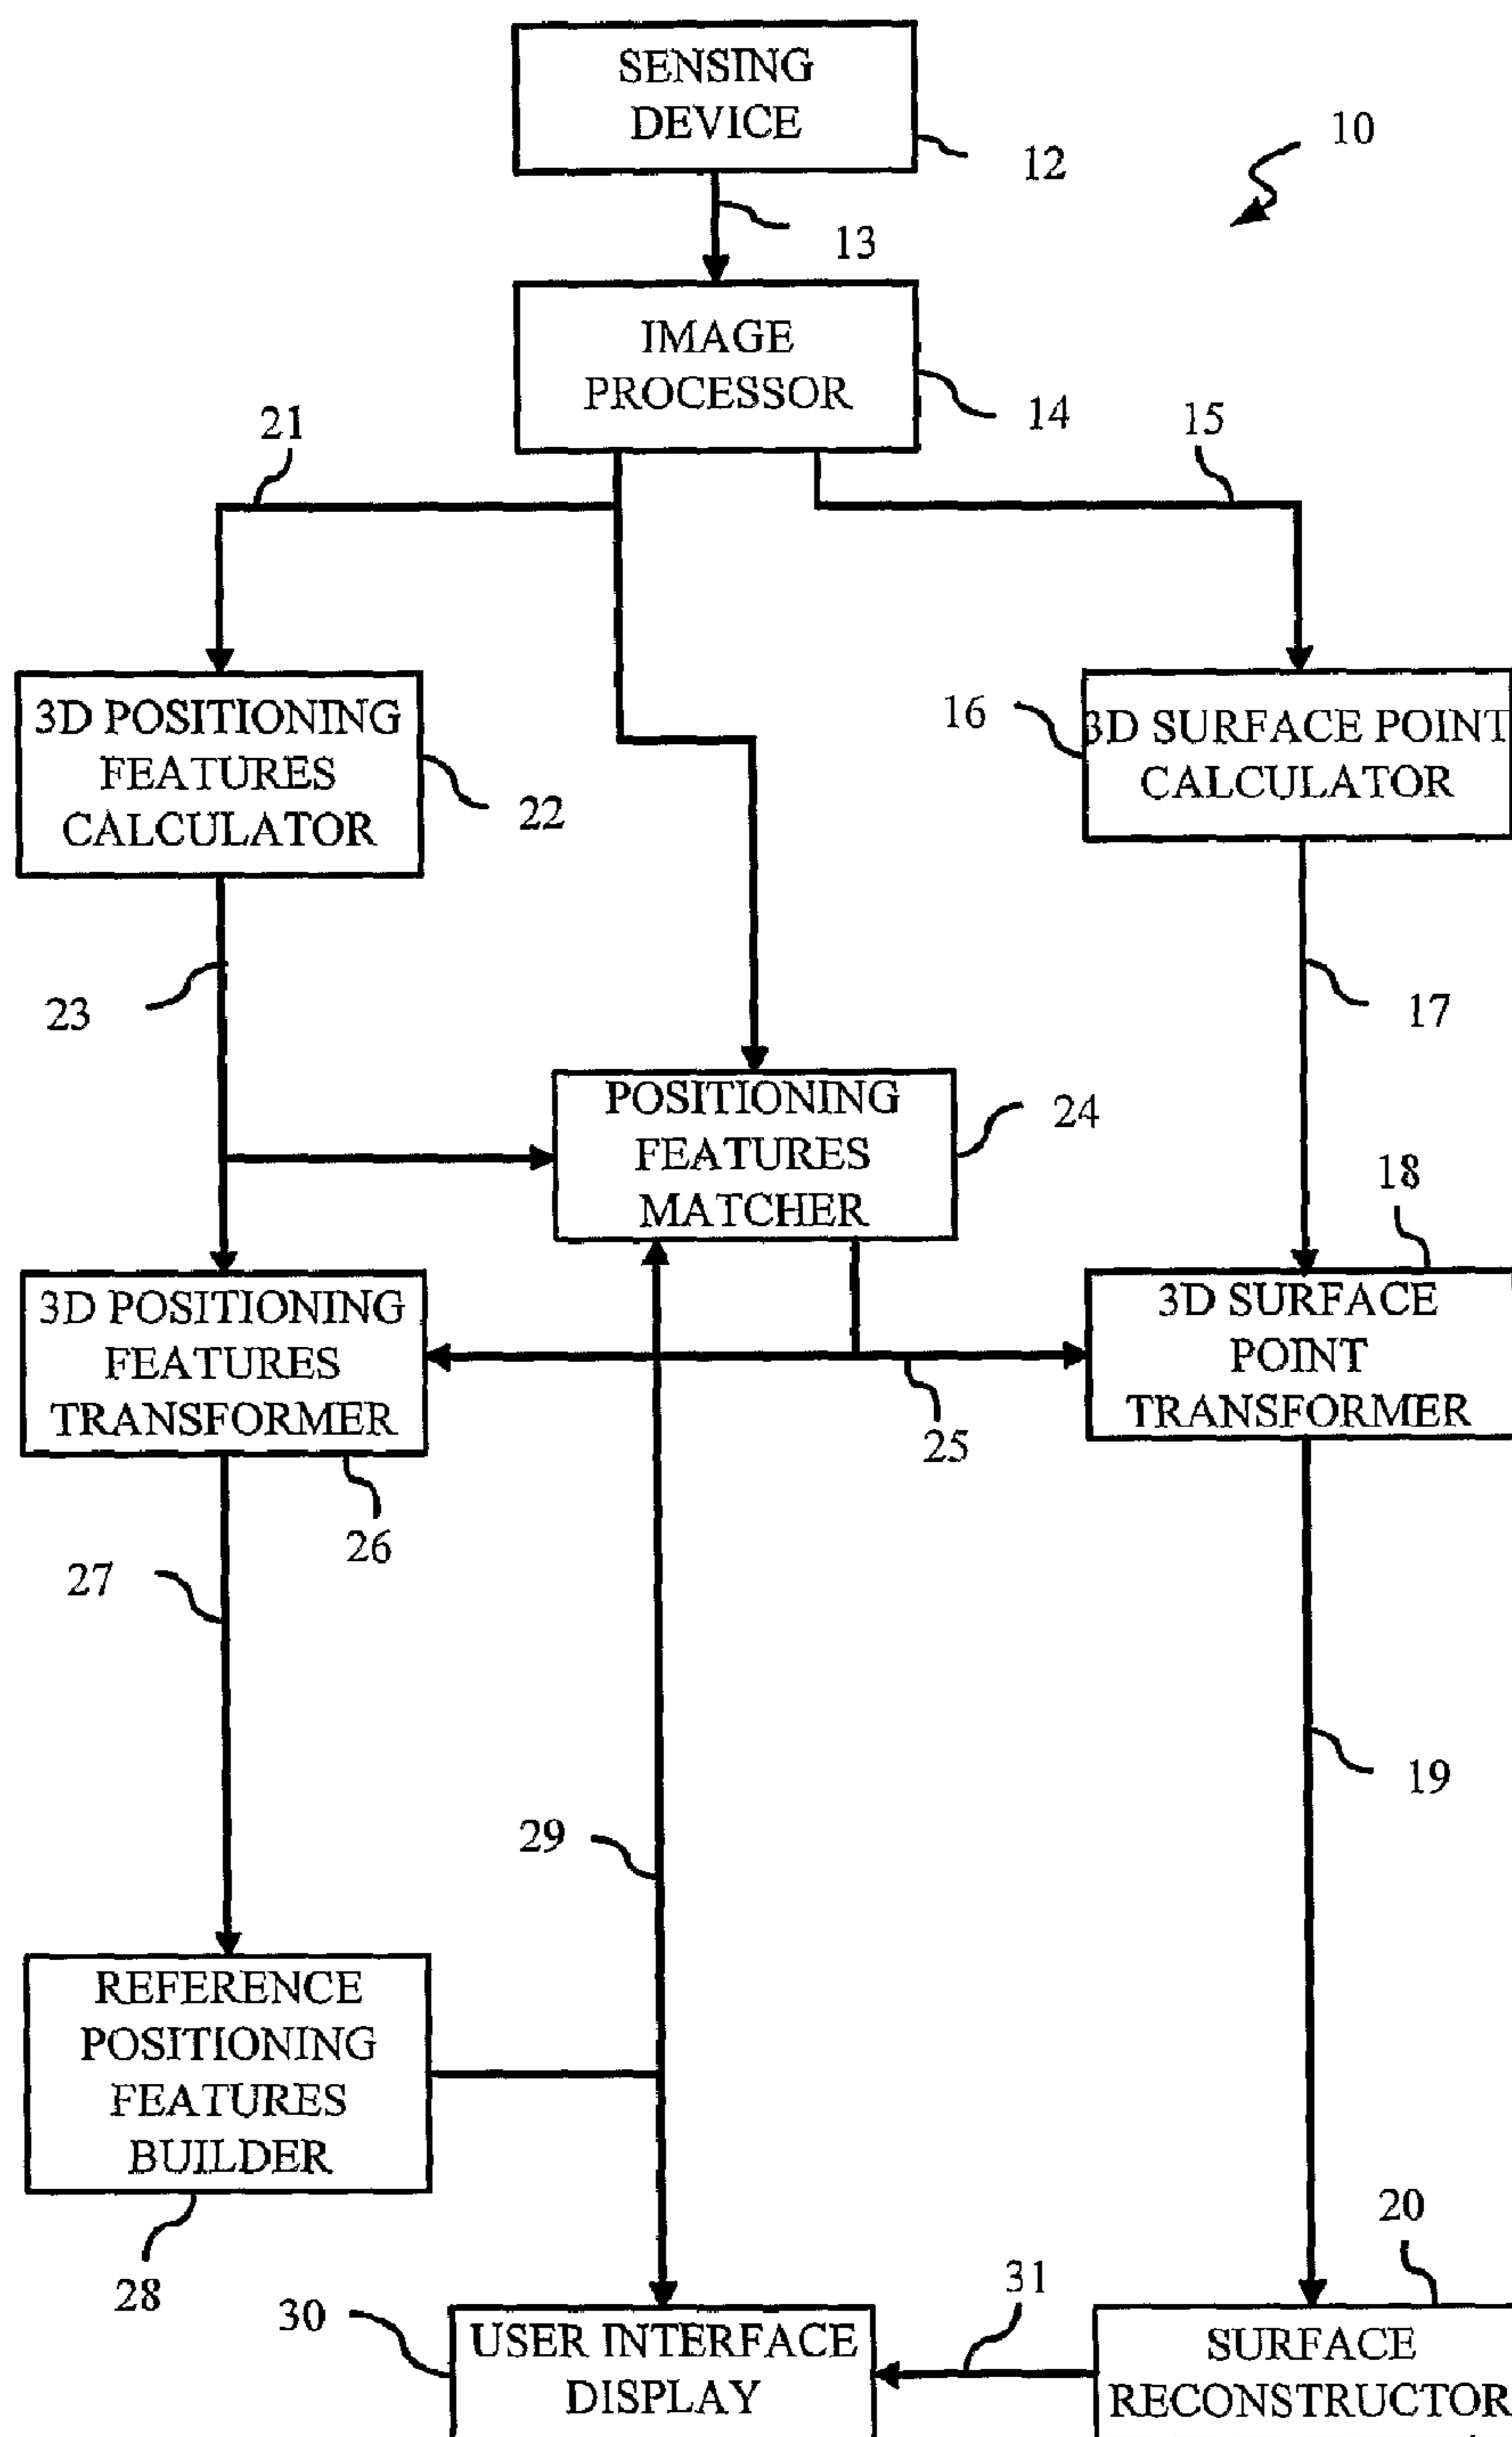 SENSING
DEVICE
10
12
13
IMAGE
PROCESSOR
14
21
15
3D POSITIONING
FEATURES
CALCULATOR
22
16
3D SURFACE POINT
CALCULATOR
23
17
POSITIONING
FEATURES
MATCHER
24
18
3D POSITIONING
FEATURES
TRANSFORMER
3D SURFACE
POINT
TRANSFORMER
25
26
27
19
29
REFERENCE
POSITIONING
FEATURES
BUILDER
28
20
31
30
USER INTERFACE
DISPLAY
SURFACE
RECONSTRUCTOR